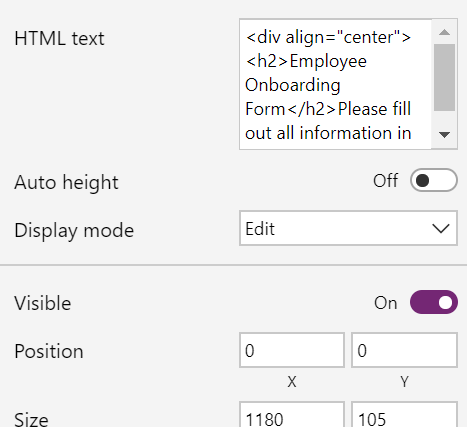 HTML text
<div align="center">
<h2>Employee
Onboarding
Form</h2>Please fill
out all information in
Auto height Off
Display mode Edit
Visible On
Position 0 0
X Y
Size 1180 105